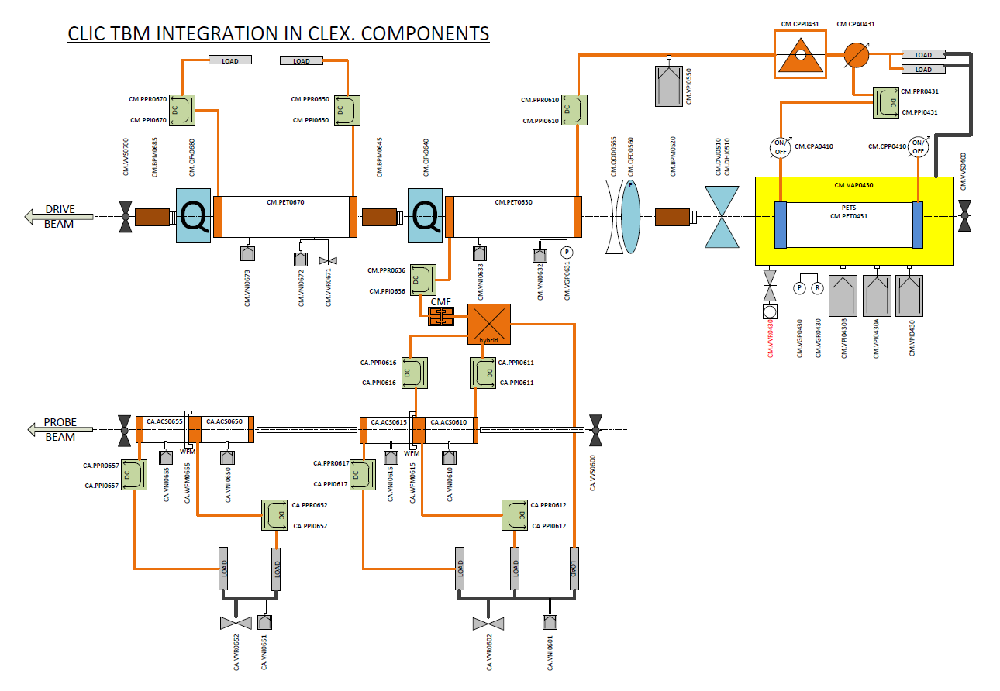 CLIC TBM INTEGRATION IN CLEX. COMPONENTS
CM.CPP0431
CM.CPA0431
LOAD
LOAD
LOAD
LOAD
CM.PPR0670
CM.PPI0670
DC
CM.PPR0650
CM.PPI0650
DC
CM.PPR0610
CM.PPI0610
DC
CM.VPI0550
CM.PPR0431
CM.PPI0431
DC
CM.VVS0700
CM.BPM0685
CM.QFx0680
CM.BPM0645
CM.QFx0640
CM.QDD0565
CM.QFD0560
CM.BPM0520
CM.DVJ0510
CM.DHJ0510
ON/
OFF
CM.CPA0410
CM.CPP0410
ON/
OFF
CM.VVS0400
DRIVE
BEAM
Q
CM.PET0670
Q
CM.PET0630
F
CM.VAP0430
PETS
CM.PET0431
CM.VNI0673
CM.VNI0672
CM.VVR0671
CM.VNI0633
CM.VNI0632
P
CM.VGP0631
P
R
CM.VVR0430
CM.VGP0430
CM.VGR0430
CM.VPI0430B
CM.VPI0430A
CM.VPI0430
CM.PPR0636
CM.PPI0636
DC
CMF
hybrid
CA.PPR0616
CA.PPI0616
DC
DC
CA.PPR0611
CA.PPI0611
PROBE
BEAM
CA.ACS0655
CA.ACS0650
CA.ACS0615
CA.ACS0610
WFM
WFM
CA.PPR0657
CA.PPI0657
DC
CA.VNI0655
CA.WFM0655
CA.VNI0650
CA.PPR0617
CA.PPI0617
DC
CA.VNI0615
CA.WFM0615
CA.VNI0610
CA.VVS0600
DC
CA.PPR0652
CA.PPI0652
DC
CA.PPR0612
CA.PPI0612
LOAD
LOAD
LOAD
LOAD
LOAD
CA.VVR0652
CA.VNI0651
CA.VVR0602
CA.VNI0601